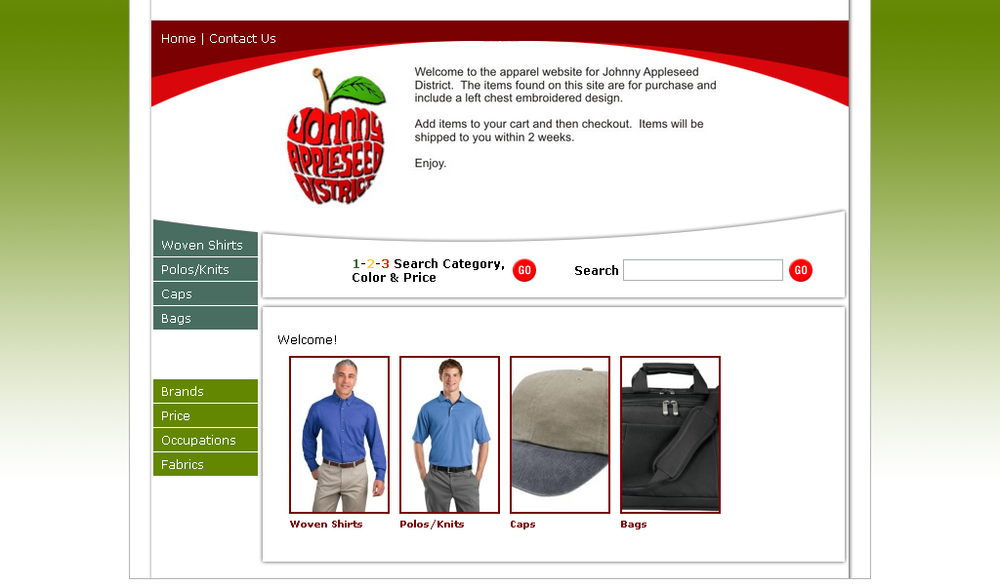 Home | Contact Us
JOHNNY
APPLESEED
DISTRICT
Welcome to the apparel website for Johnny Appleseed
District. The items found on this site are for purchase and
include a left chest embroidered design.
Add items to your cart and then checkout. Items will be
shipped to you within 2 weeks.
Enjoy.
Woven Shirts
Polos/Knits
Caps
Bags
1-2-3 Search Category,
Color & Price
GO
Search
GO
Brands
Price
Occupations
Fabrics
Welcome!
Woven Shirts
Polos/Knits
Caps
Bags